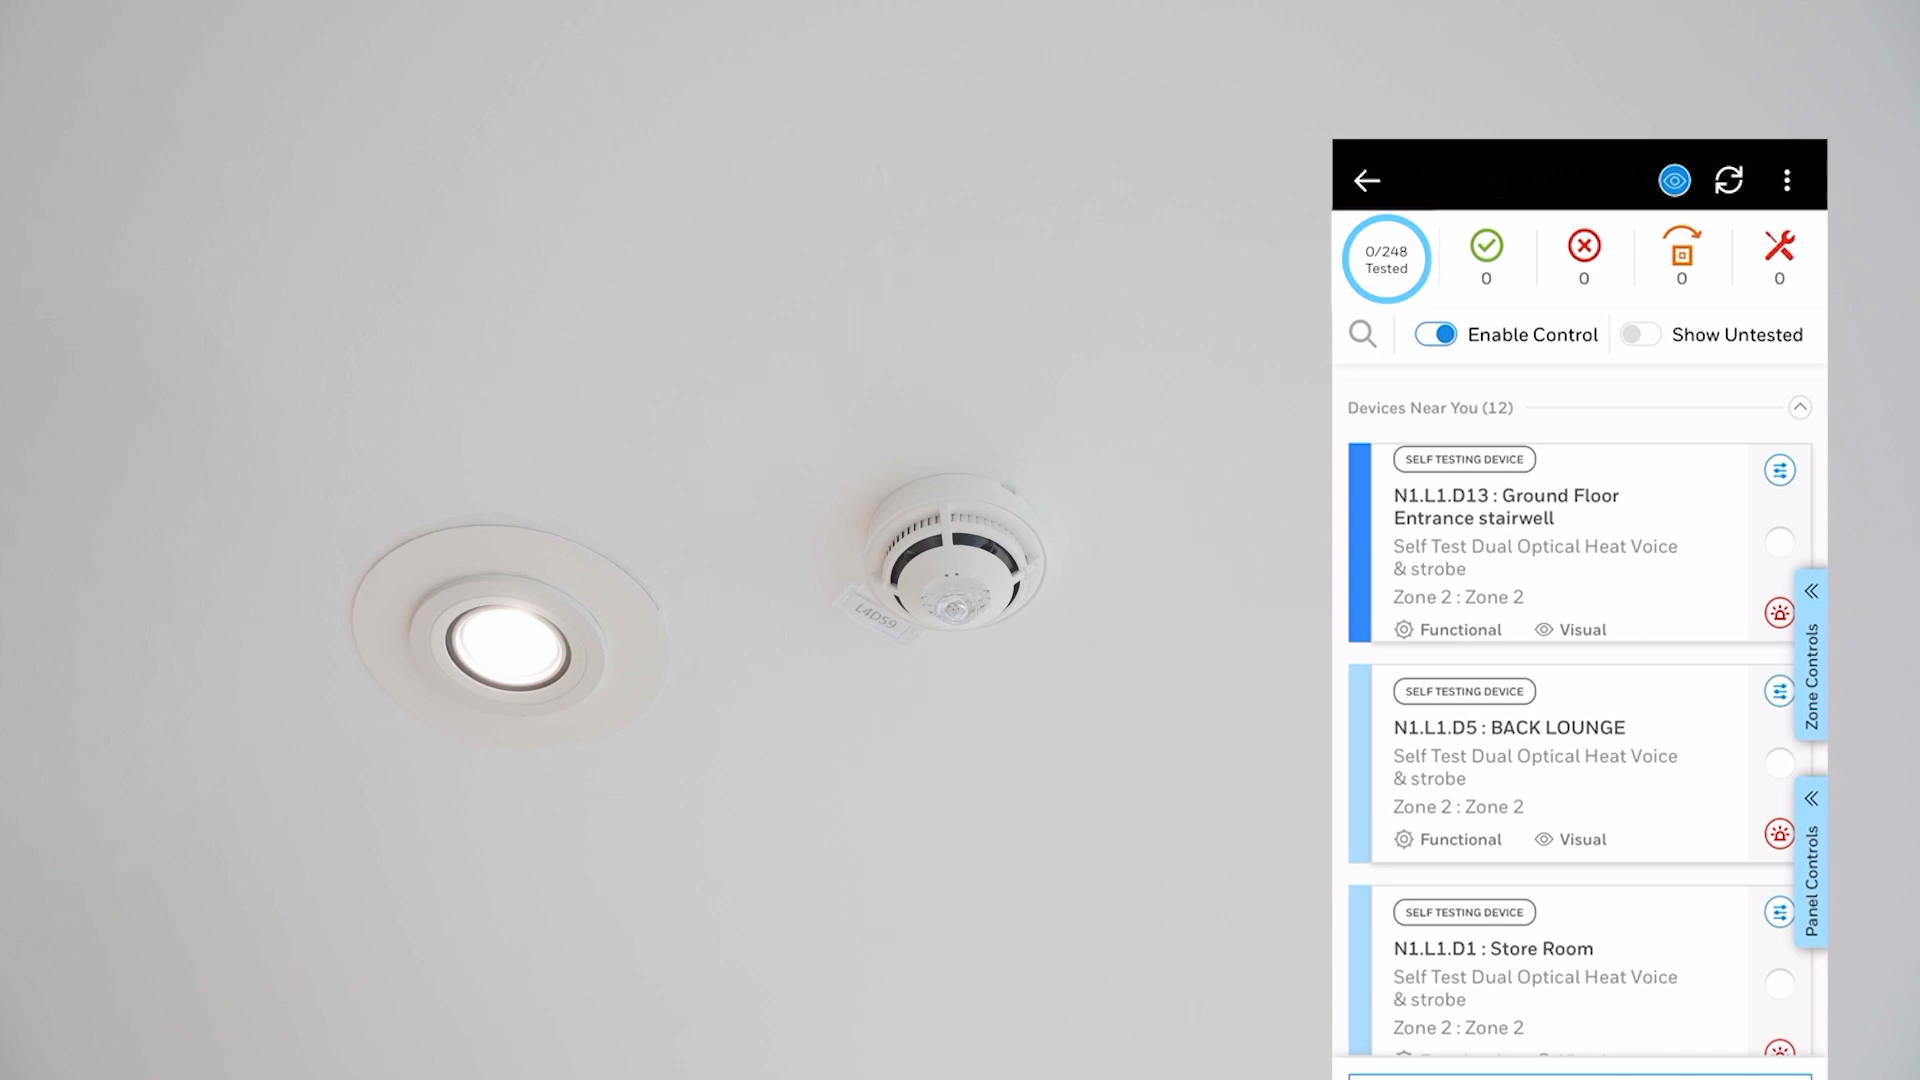 L4D59
0/248
Tested
0
0
0
0
Enable Control
Show Untested
Devices Near You (12)
SELF TESTING DEVICE
N1.L1.D13 : Ground Floor
Entrance stairwell
Self Test Dual Optical Heat Voice
& strobe
Zone 2 : Zone 2
Functional
Visual
Zone Controls
SELF TESTING DEVICE
N1.L1.D5 : BACK LOUNGE
Self Test Dual Optical Heat Voice
& strobe
Zone 2 : Zone 2
Functional
Visual
Panel Controls
SELF TESTING DEVICE
N1.L1.D1 : Store Room
Self Test Dual Optical Heat Voice
& strobe
Zone 2 : Zone 2